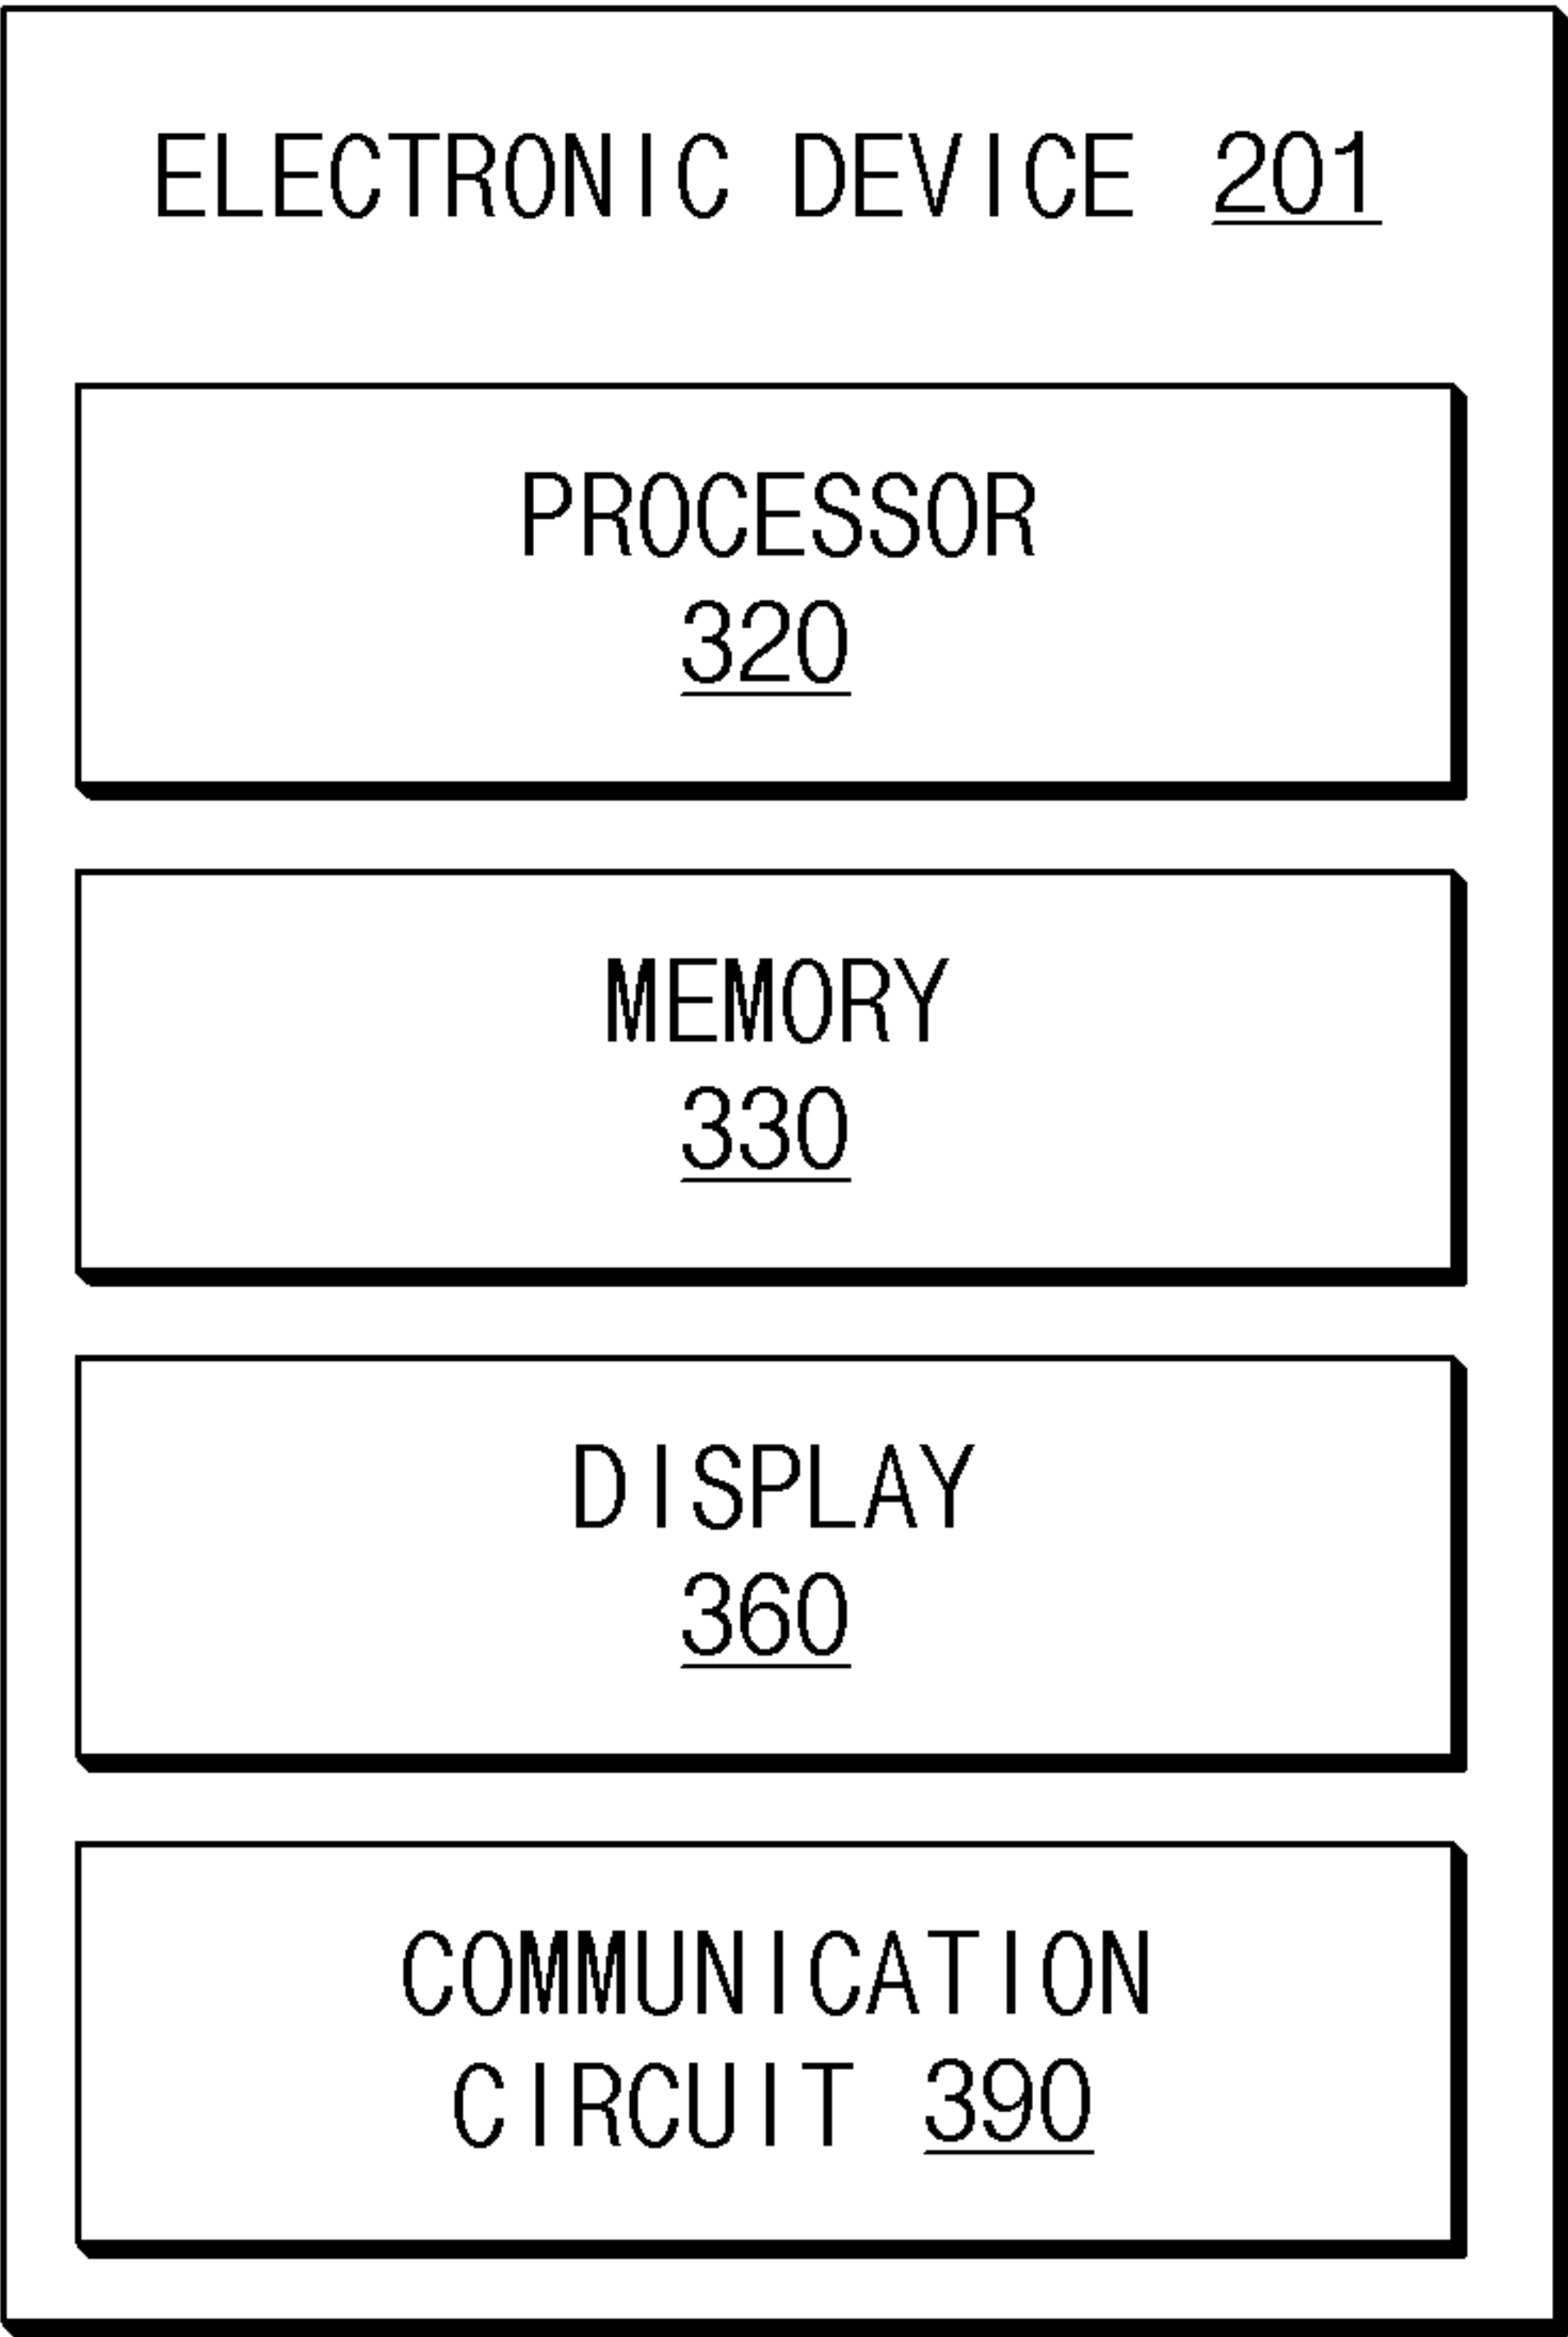 ELECTRONIC DEVICE 201
PROCESSOR
320
MEMORY
330
DISPLAY
360
COMMUNICATION
CIRCUIT 390